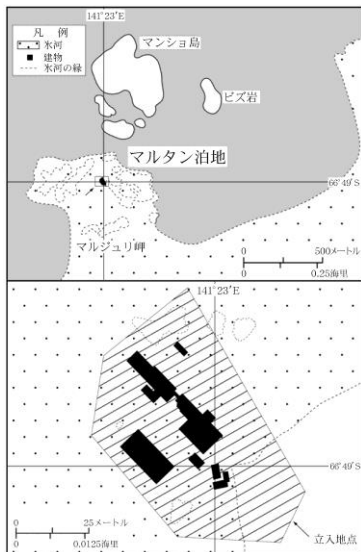 141°23′E
凡例
氷河
建物
氷河の縁
マンショ島
ビズ岩
マルタン泊地
66°49′S
マルジュリ岬
0 500メートル
0 0.25海里
141°23′E
66°49′S
0 25メートル
0 0.0125海里
立入地点